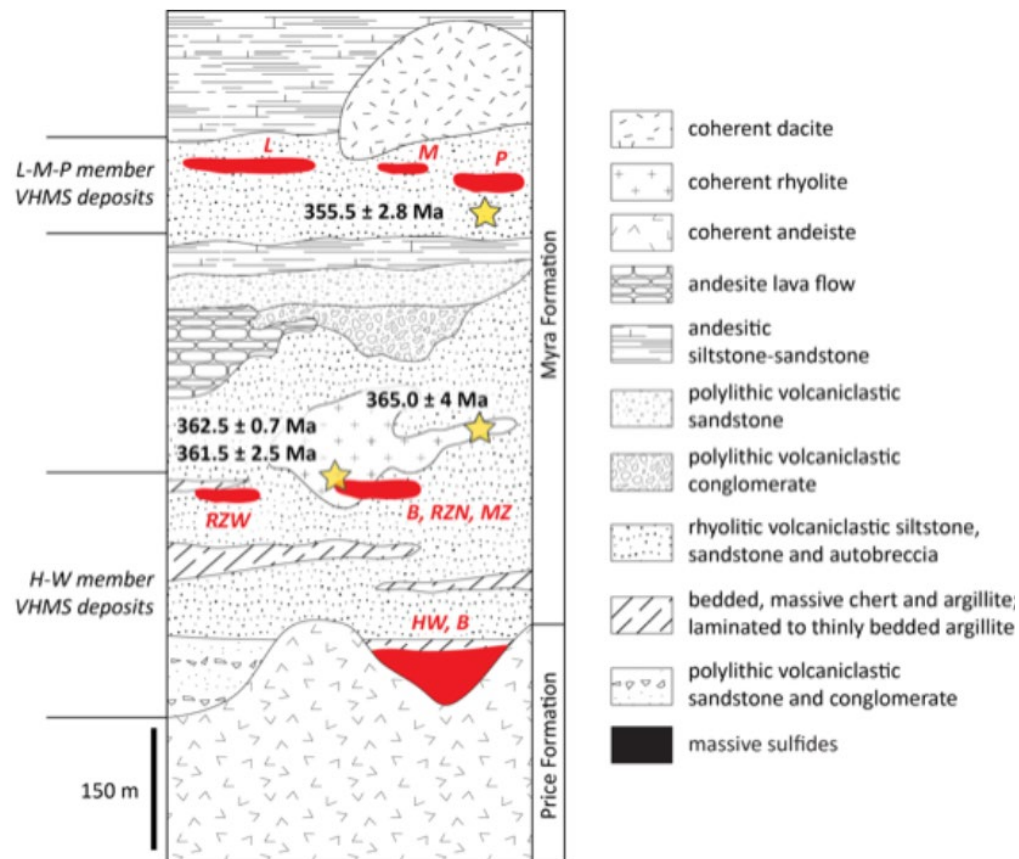 L-M-P member
VHMS deposits
L
M
P
355.5 ± 2.8 Ma
365.0 ± 4 Ma
362.5 ± 0.7 Ma
361.5 ± 2.5 Ma
RZW
B, RZN, MZ
H-W member
VHMS deposits
HW, B
150 m
Myra Formation
Price Formation
coherent dacite
coherent rhyolite
coherent andeiste
andesite lava flow
andesitic
siltstone-sandstone
polylithic volcaniclastic
sandstone
polylithic volcaniclastic
conglomerate
rhyolitic volcaniclastic siltstone,
sandstone and autobreccia
bedded, massive chert and argillite;
laminated to thinly bedded argillite
polylithic volcaniclastic
sandstone and conglomerate
massive sulfides